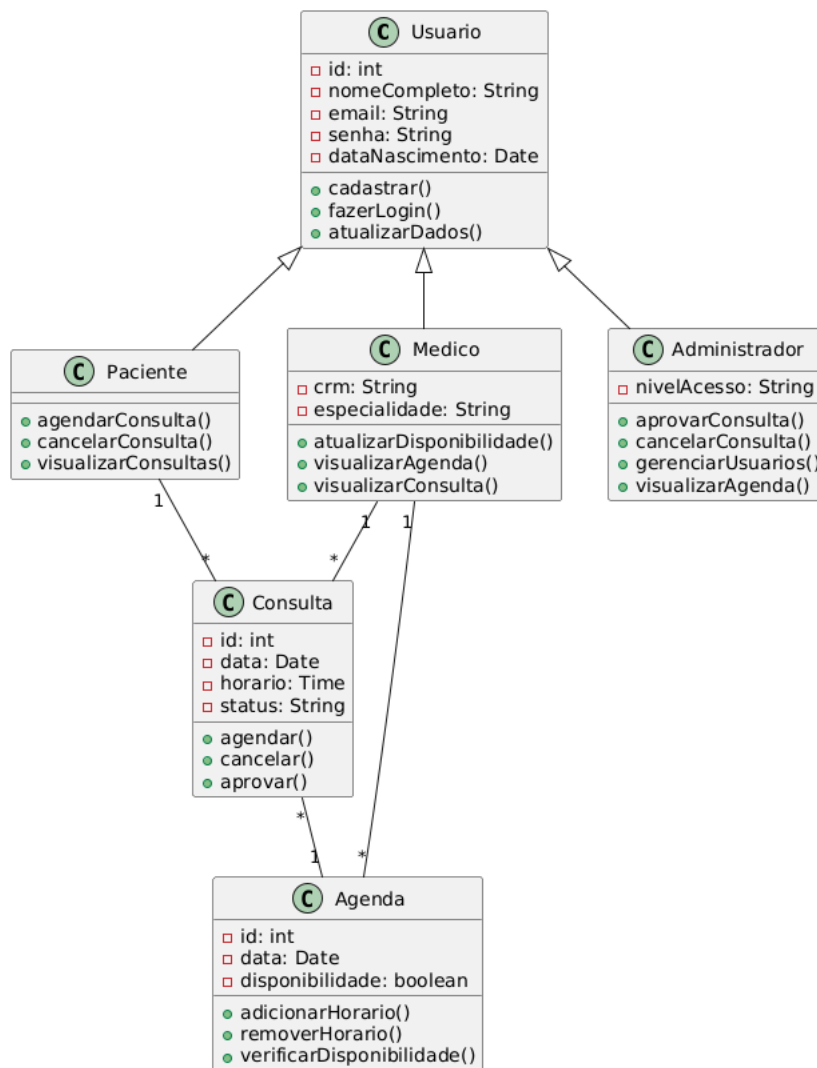 C Usuario
id: int
nomeCompleto: String
email: String
senha: String
dataNascimento: Date
cadastrar()
fazerLogin()
atualizarDados()
C Paciente
agendarConsulta()
cancelarConsulta()
visualizarConsultas()
C Medico
crm: String
especialidade: String
atualizarDisponibilidade()
visualizarAgenda()
visualizarConsulta()
C Administrador
nivelAcesso: String
aprovarConsulta()
cancelarConsulta()
gerenciarUsuarios()
visualizarAgenda()
1
1
1
*
*
C Consulta
id: int
data: Date
horario: Time
status: String
agendar()
cancelar()
aprovar()
*
1
*
C Agenda
id: int
data: Date
disponibilidade: boolean
adicionarHorario()
removerHorario()
verificarDisponibilidade()